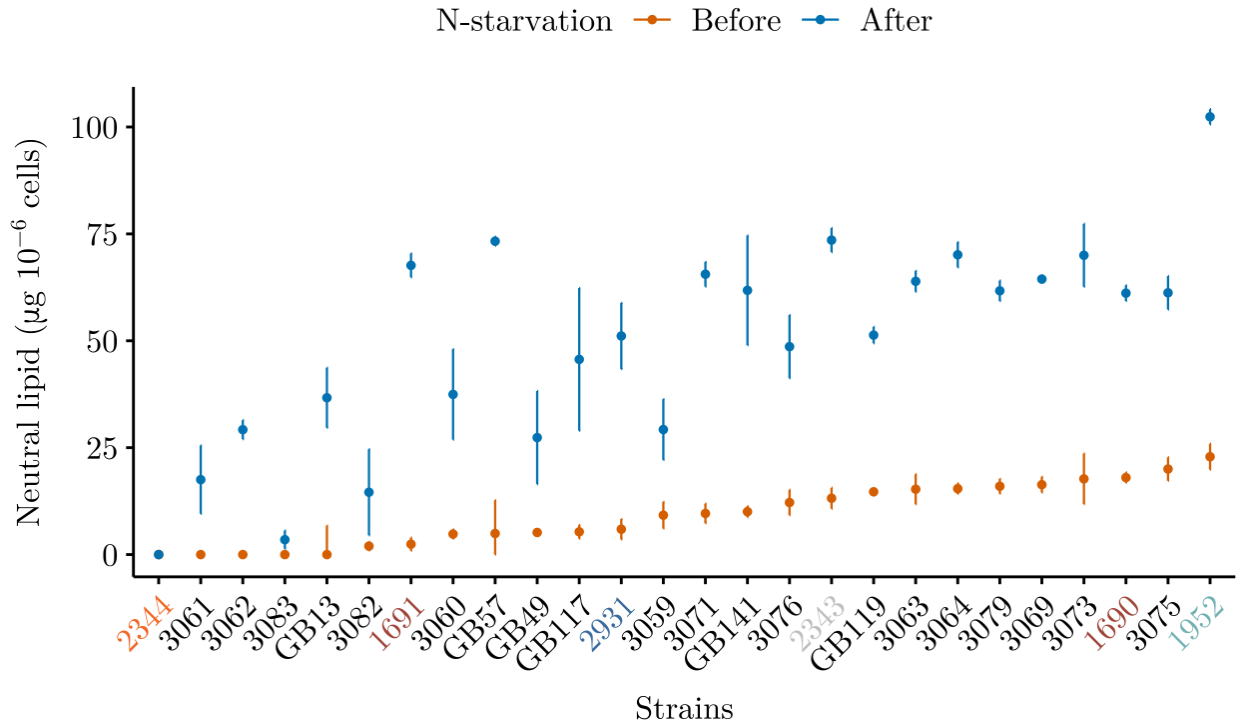 N-starvation Before After
Neutral lipid (µg 10⁻⁶ cells)
100
75
50
25
0
2344 3061 3062 3083 GB13 3082 1691 3060 GB57 GB49 GB117 2931 3059 3071 GB141 3076 2343 GB119 3063 3064 3079 3069 3073 1690 3075 1952
Strains